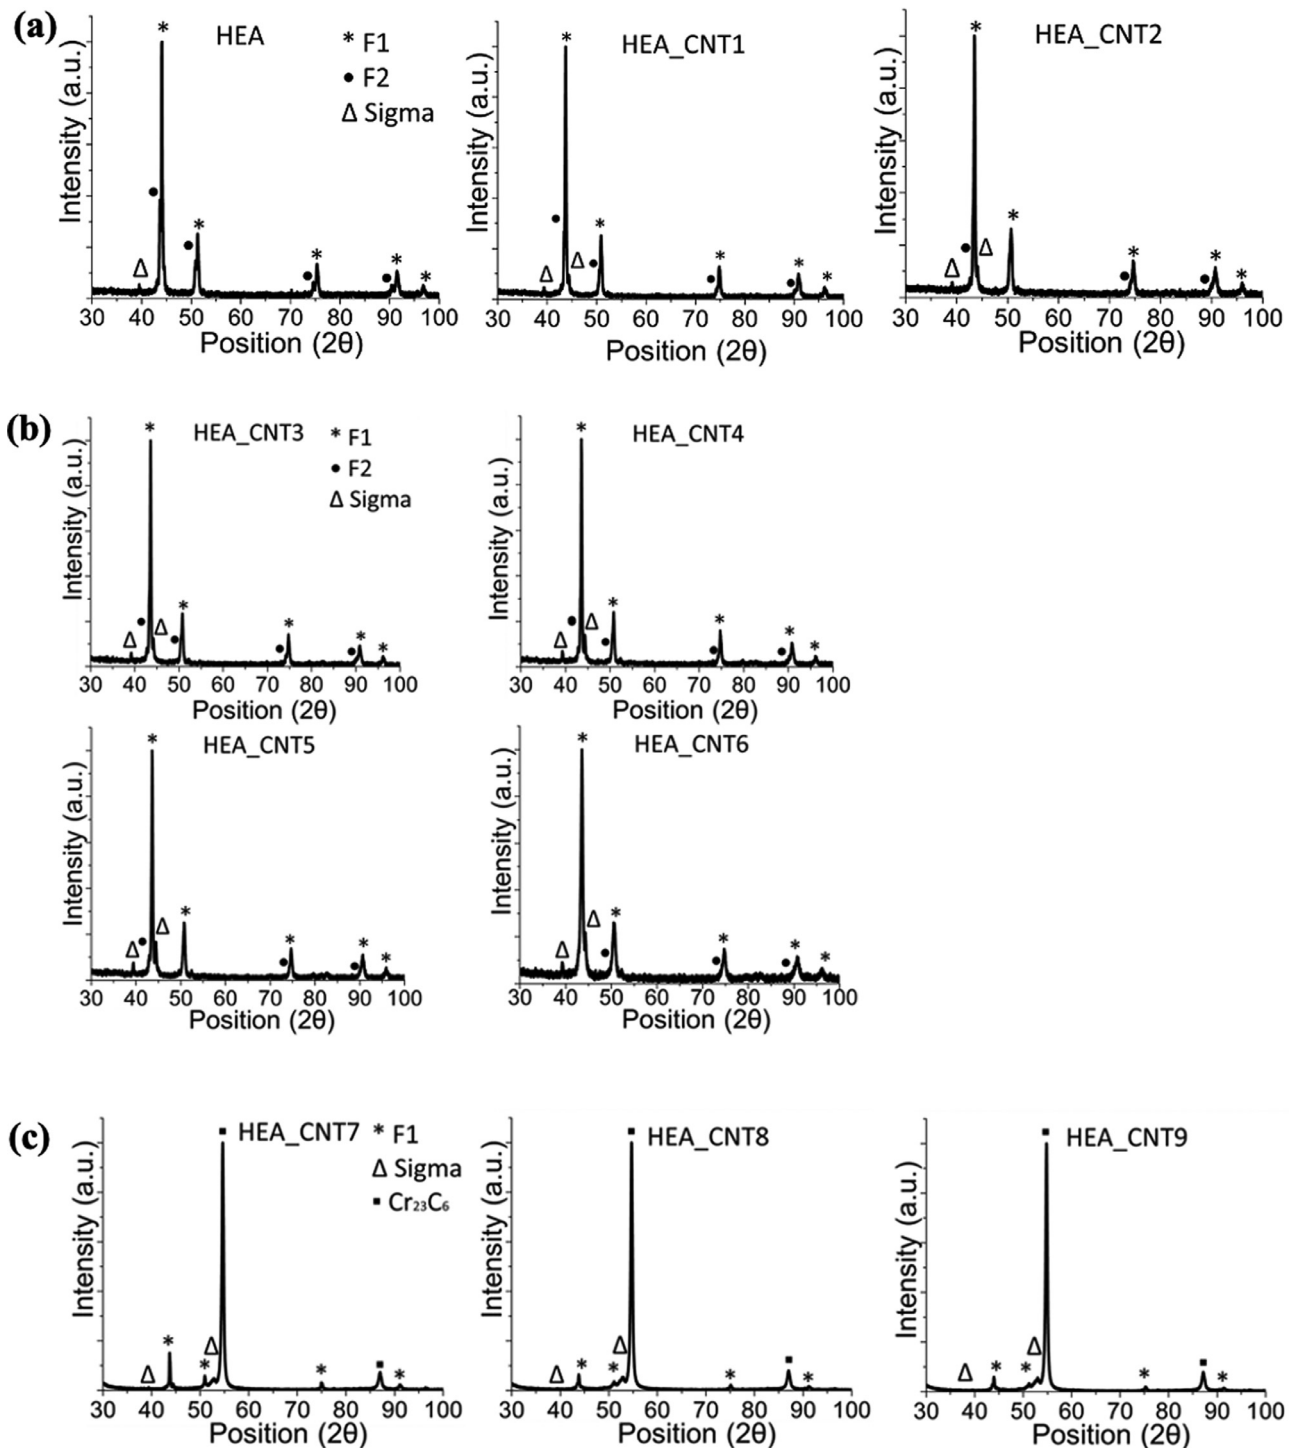 (a)
HEA
* F1
● F2
Δ Sigma
Intensity (a.u.)
30 40 50 60 70 80 90 100
Position (2θ)
HEA_CNT1
Intensity (a.u.)
30 40 50 60 70 80 90 100
Position (2θ)
HEA_CNT2
Intensity (a.u.)
30 40 50 60 70 80 90 100
Position (2θ)
(b)
HEA_CNT3
* F1
● F2
Δ Sigma
Intensity (a.u.)
30 40 50 60 70 80 90 100
Position (2θ)
HEA_CNT4
Intensity (a.u.)
30 40 50 60 70 80 90 100
Position (2θ)
HEA_CNT5
Intensity (a.u.)
30 40 50 60 70 80 90 100
Position (2θ)
HEA_CNT6
Intensity (a.u.)
30 40 50 60 70 80 90 100
Position (2θ)
(c)
HEA_CNT7
* F1
Δ Sigma
▪ Cr₂₃C₆
Intensity (a.u.)
30 40 50 60 70 80 90 100
Position (2θ)
HEA_CNT8
Intensity (a.u.)
30 40 50 60 70 80 90 100
Position (2θ)
HEA_CNT9
Intensity (a.u.)
30 40 50 60 70 80 90 100
Position (2θ)